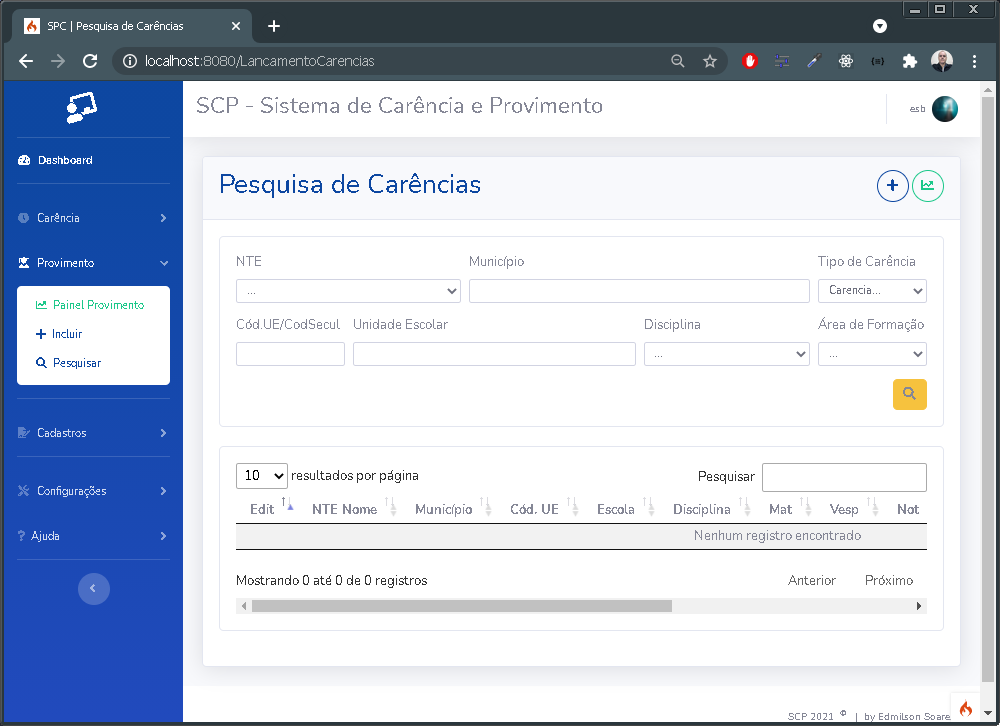 SPC | Pesquisa de Carências
localhost:8080/LancamentoCarencias
SCP - Sistema de Carência e Provimento
esb
Dashboard
Carência
Provimento
Painel Provimento
Incluir
Pesquisar
Cadastros
Configurações
Ajuda
Pesquisa de Carências
NTE Município Tipo de Carência
... Carencia...
Cód.UE/CodSecul Unidade Escolar Disciplina Área de Formação
... ...
10 resultados por página Pesquisar
Edit NTE Nome Município Cód. UE Escola Disciplina Mat Vesp Not
Nenhum registro encontrado
Mostrando 0 até 0 de 0 registros Anterior Próximo
SCP 2021 © | by Edmilson Soare